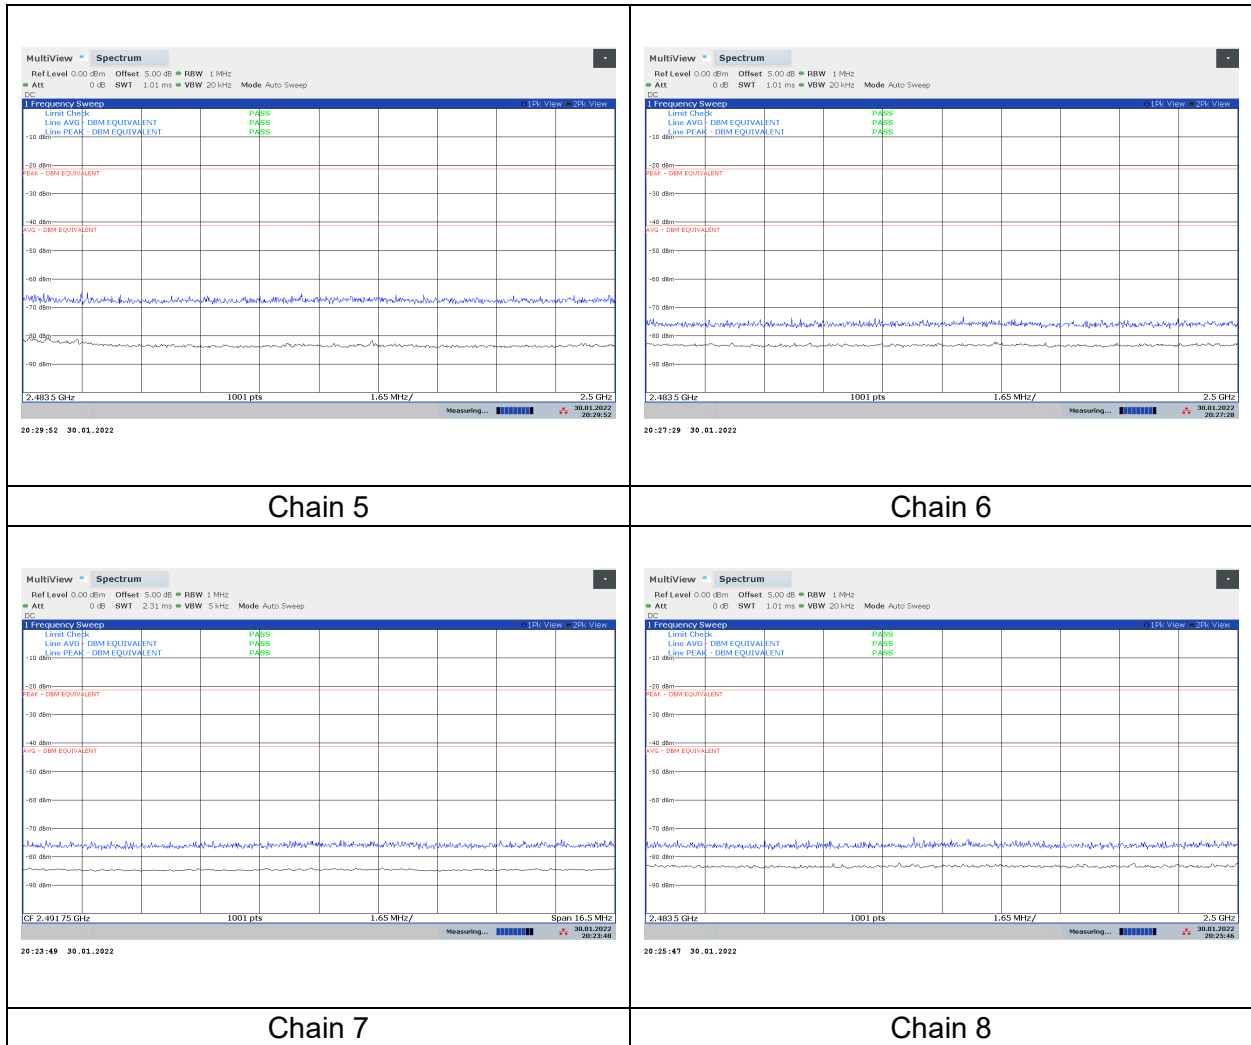 MultiView Spectrum
Ref Level 0.00 dBm Offset 5.00 dB RBW 1 MHz
Att 0 dB SWT 1.01 ms VBW 20 kHz Mode Auto Sweep
DC
1 Frequency Sweep 1Pk View 2Pk View
Limit Check PASS
Line AVG - DBM EQUIVALENT PASS
Line PEAK - DBM EQUIVALENT PASS
-10 dBm
-20 dBm
PEAK - DBM EQUIVALENT
-30 dBm
-40 dBm
AVG - DBM EQUIVALENT
-50 dBm
-60 dBm
-70 dBm
-80 dBm
-90 dBm
2.4835 GHz 1001 pts 1.65 MHz/ 2.5 GHz
Measuring... 30.01.2022
20:29:52
20:29:52 30.01.2022
Chain 5
MultiView Spectrum
Ref Level 0.00 dBm Offset 5.00 dB RBW 1 MHz
Att 0 dB SWT 1.01 ms VBW 20 kHz Mode Auto Sweep
DC
1 Frequency Sweep 1Pk View 2Pk View
Limit Check PASS
Line AVG - DBM EQUIVALENT PASS
Line PEAK - DBM EQUIVALENT PASS
-10 dBm
-20 dBm
PEAK - DBM EQUIVALENT
-30 dBm
-40 dBm
AVG - DBM EQUIVALENT
-50 dBm
-60 dBm
-70 dBm
-80 dBm
-90 dBm
2.4835 GHz 1001 pts 1.65 MHz/ 2.5 GHz
Measuring... 30.01.2022
20:27:28
20:27:29 30.01.2022
Chain 6
MultiView Spectrum
Ref Level 0.00 dBm Offset 5.00 dB RBW 1 MHz
Att 0 dB SWT 2.31 ms VBW 5 kHz Mode Auto Sweep
DC
1 Frequency Sweep 1Pk View 2Pk View
Limit Check PASS
Line AVG - DBM EQUIVALENT PASS
Line PEAK - DBM EQUIVALENT PASS
-10 dBm
-20 dBm
PEAK - DBM EQUIVALENT
-30 dBm
-40 dBm
AVG - DBM EQUIVALENT
-50 dBm
-60 dBm
-70 dBm
-80 dBm
-90 dBm
CF 2.49175 GHz 1001 pts 1.65 MHz/ Span 16.5 MHz
Measuring... 30.01.2022
20:23:48
20:23:49 30.01.2022
Chain 7
MultiView Spectrum
Ref Level 0.00 dBm Offset 5.00 dB RBW 1 MHz
Att 0 dB SWT 1.01 ms VBW 20 kHz Mode Auto Sweep
DC
1 Frequency Sweep 1Pk View 2Pk View
Limit Check PASS
Line AVG - DBM EQUIVALENT PASS
Line PEAK - DBM EQUIVALENT PASS
-10 dBm
-20 dBm
PEAK - DBM EQUIVALENT
-30 dBm
-40 dBm
AVG - DBM EQUIVALENT
-50 dBm
-60 dBm
-70 dBm
-80 dBm
-90 dBm
2.4835 GHz 1001 pts 1.65 MHz/ 2.5 GHz
Measuring... 30.01.2022
20:25:46
20:25:47 30.01.2022
Chain 8